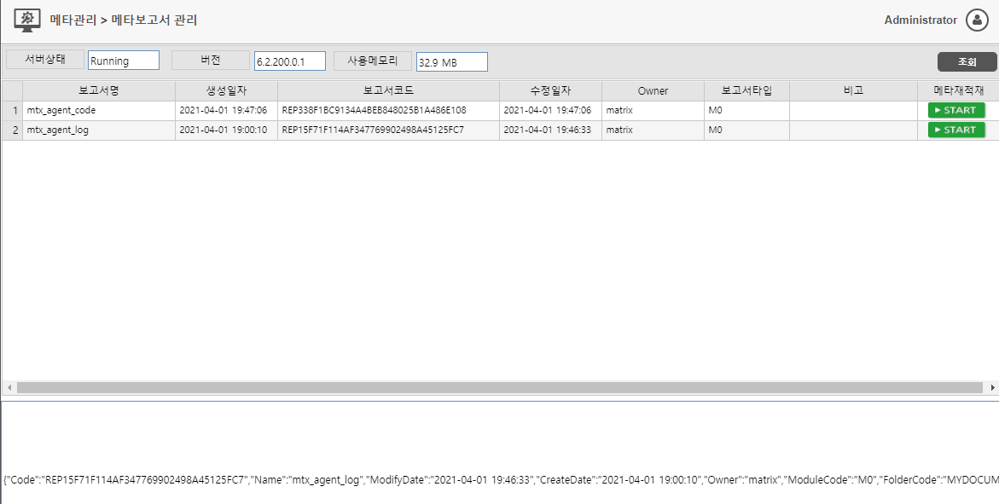 메타관리 > 메타보고서 관리
Administrator
서버상태 Running 버전 6.2.200.0.1 사용메모리 32.9 MB 조회
보고서명 생성일자 보고서코드 수정일자 Owner 보고서타입 비고 메타재적재
1 mtx_agent_code 2021-04-01 19:47:06 REP338F1BC9134A4BEB848025B1A486E108 2021-04-01 19:47:06 matrix M0 START
2 mtx_agent_log 2021-04-01 19:00:10 REP15F71F114AF347769902498A45125FC7 2021-04-01 19:46:33 matrix M0 START
{"Code":"REP15F71F114AF347769902498A45125FC7","Name":"mtx_agent_log","ModifyDate":"2021-04-01 19:46:33","CreateDate":"2021-04-01 19:00:10","Owner":"matrix","ModuleCode":"M0","FolderCode":"MYDOCUM